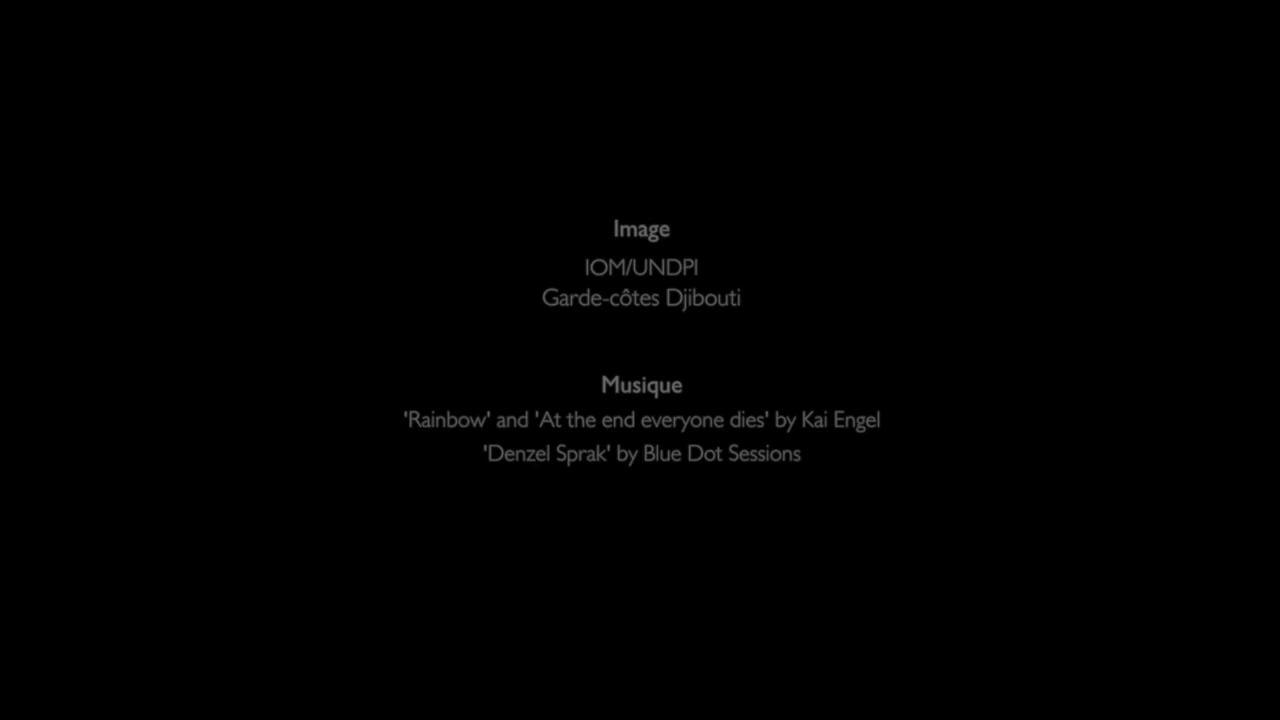 Image
IOM/UNDPI
Garde-côtes Djibouti
Musique
'Rainbow' and 'At the end everyone dies' by Kai Engel
'Denzel Sprak' by Blue Dot Sessions